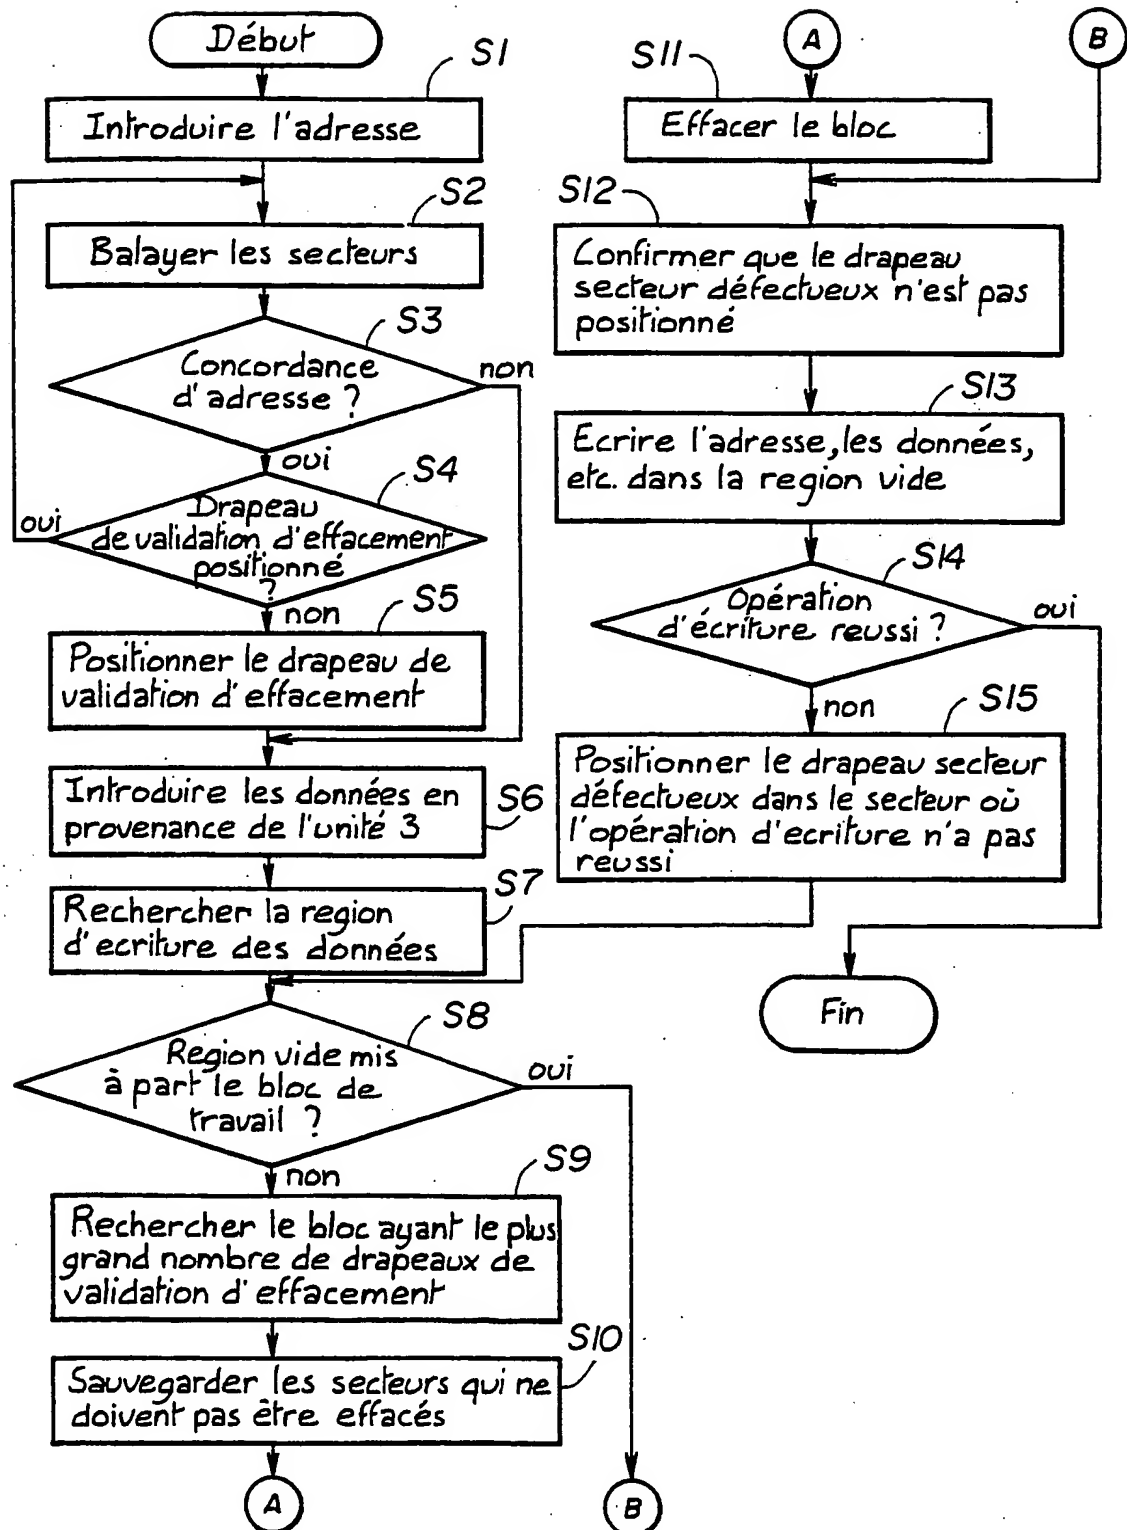 Début
S1
Introduire l'adresse
S2
Balayer les secteurs
S3
Concordance
d'adresse ?
non
oui
S4
Drapeau
de validation d'effacement
positionné
?
oui
non
S5
Positionner le drapeau de
validation d'effacement
Introduire les données en
provenance de l'unité 3
S6
S7
Rechercher la region
d'ecriture des données
S8
Region vide mis
à part le bloc de
travail ?
oui
non
S9
Rechercher le bloc ayant le plus
grand nombre de drapeaux de
validation d'effacement
S10
Sauvegarder les secteurs qui ne
doivent pas être effacés
A
B
A
B
S11
Effacer le bloc
S12
Confirmer que le drapeau
secteur défectueux n'est pas
positionné
S13
Ecrire l'adresse, les données,
etc. dans la region vide
S14
Opération
d'écriture reussi ?
oui
non
S15
Positionner le drapeau secteur
défectueux dans le secteur où
l'opération d'ecriture n'a pas
reussi
Fin